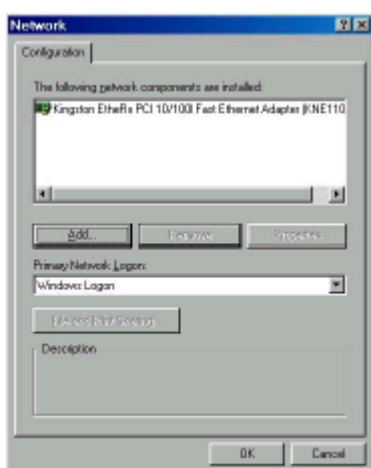 Network
Configuration
The following network components are installed:
Kingston EtheRx PCI 10/100 Fast Ethernet Adapter (KNE110
Add...
Remove
Properties
Primary Network Logon:
Windows Logon
File and Print Sharing...
Description
OK
Cancel